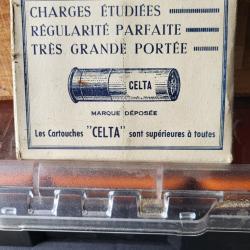 CHARGES ÉTUDIÉES
RÉGULARITÉ PARFAITE
TRÈS GRANDE PORTÉE
CELTA
MARQUE DÉPOSÉE
Les Cartouches "CELTA" sont supérieures à toutes